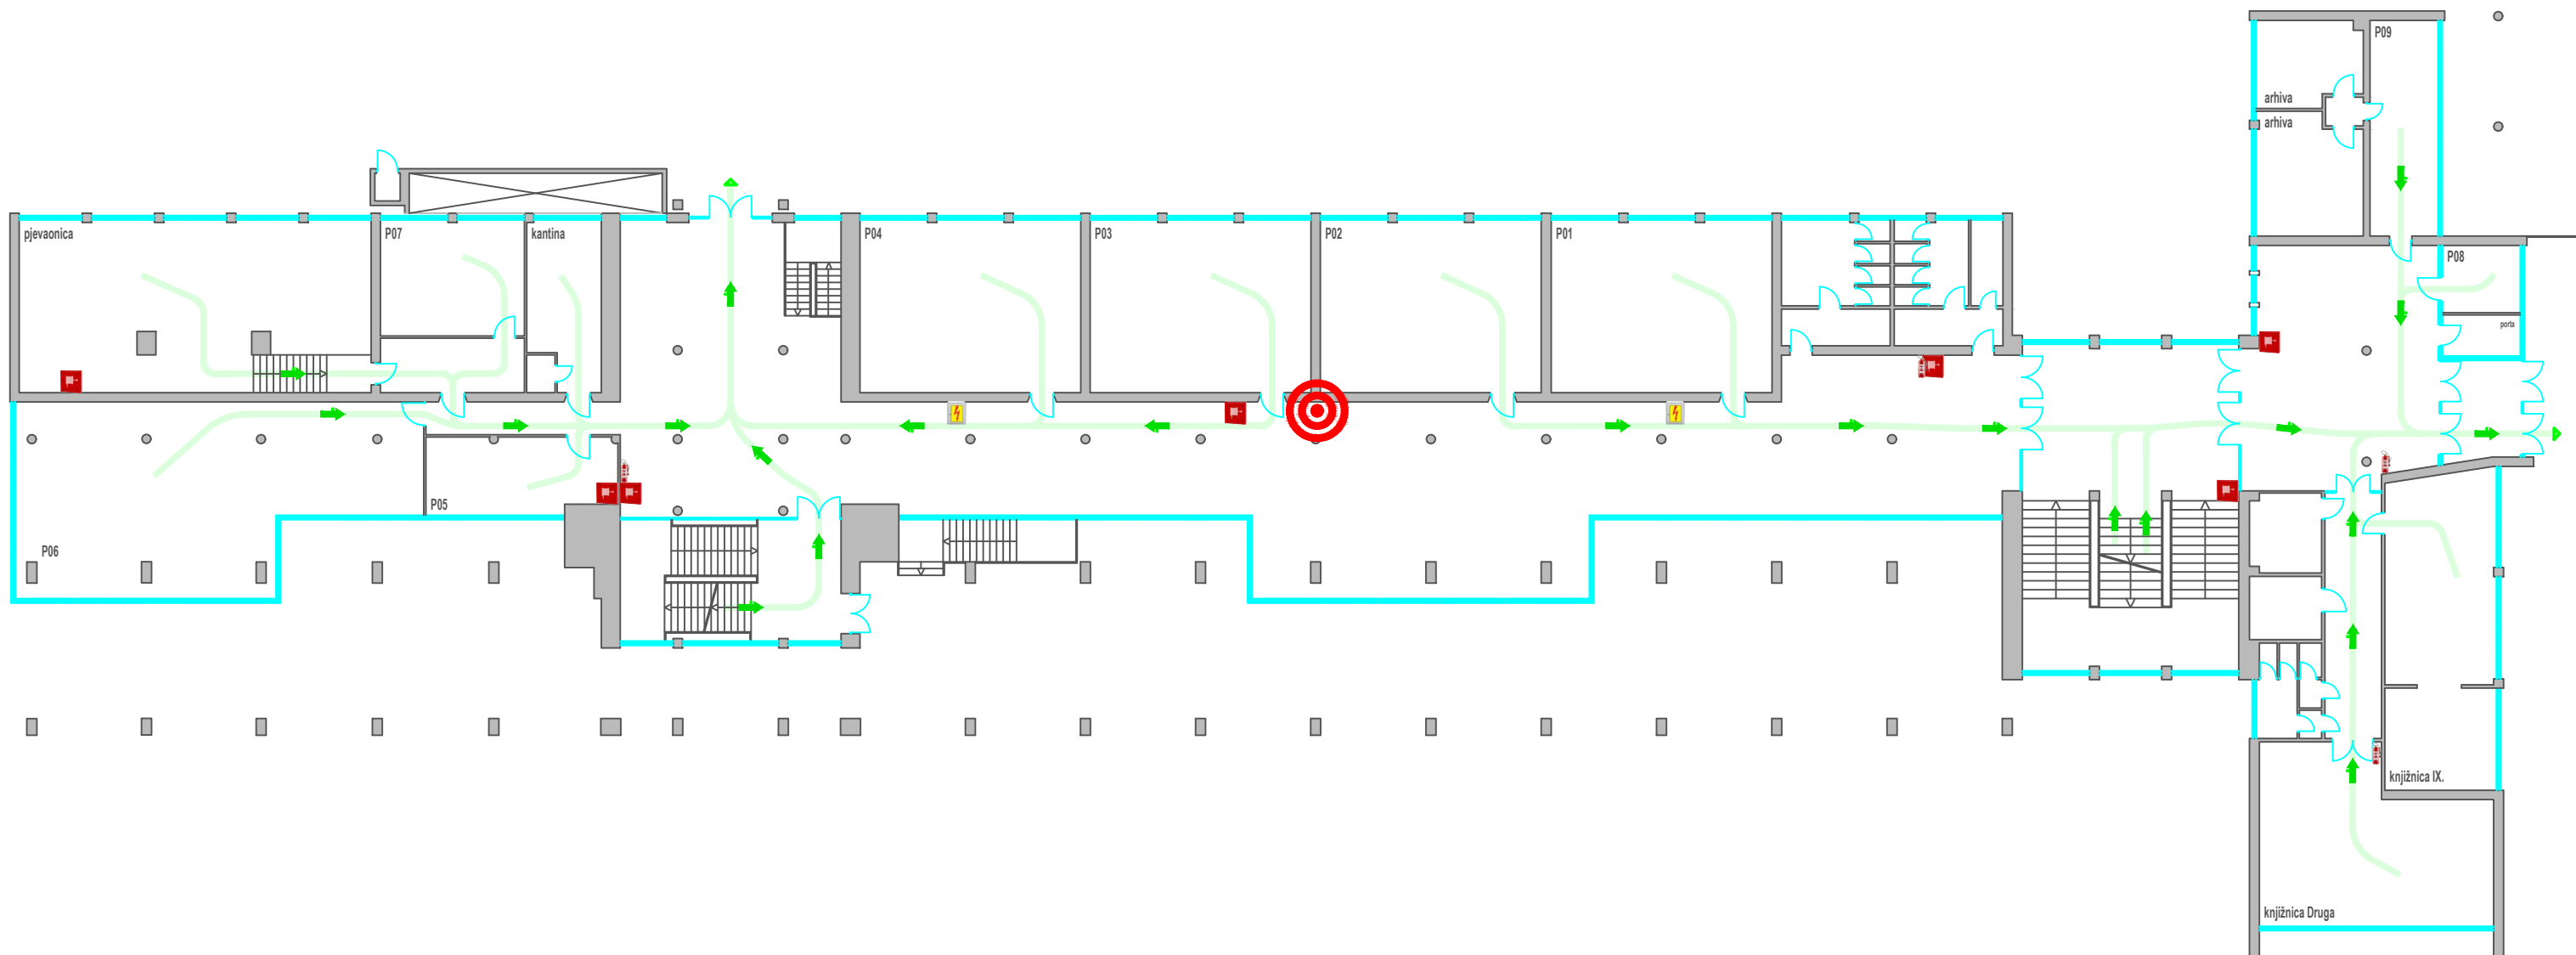 P09
arhiva
arhiva
pjevaonica
P07
kantina
P04
P03
P02
P01
P08
porta
P05
P06
knjižnica IX.
knjižnica Druga